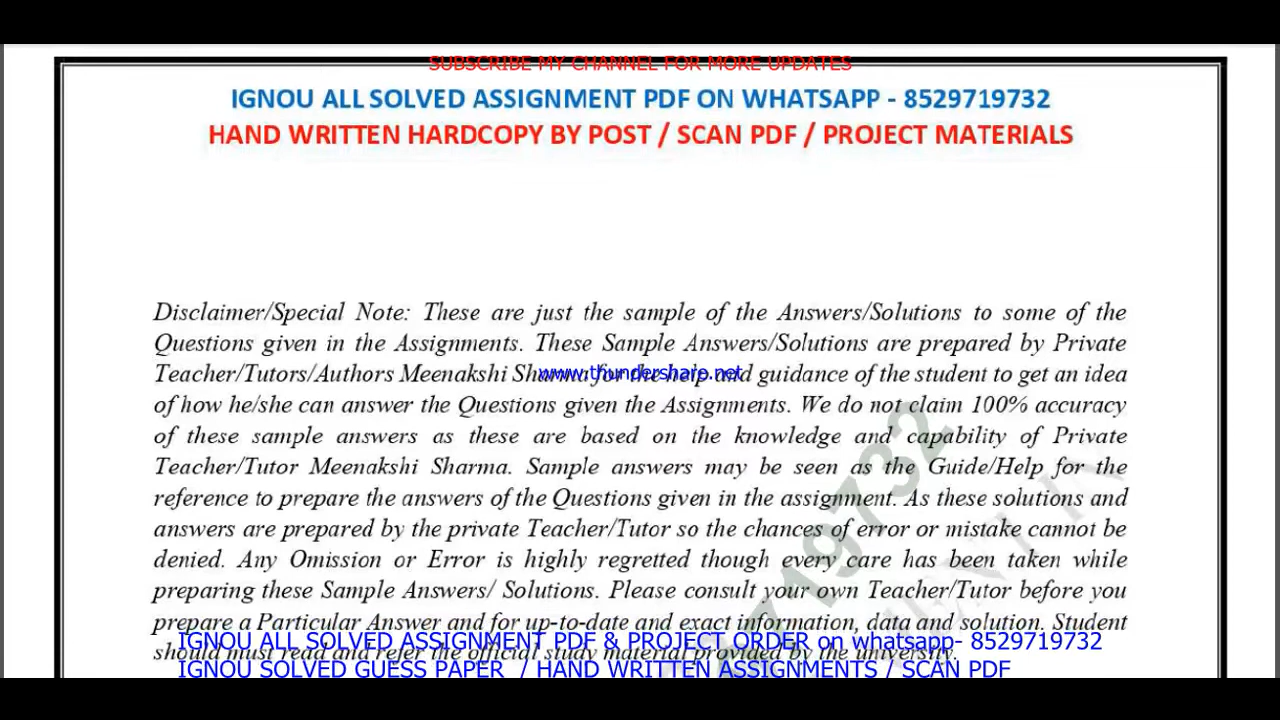 SUBSCRIBE MY CHANNEL FOR MORE UPDATES
IGNOU ALL SOLVED ASSIGNMENT PDF ON WHATSAPP - 8529719732
HAND WRITTEN HARDCOPY BY POST / SCAN PDF / PROJECT MATERIALS
Disclaimer/Special Note: These are just the sample of the Answers/Solutions to some of the
Questions given in the Assignments. These Sample Answers/Solutions are prepared by Private
Teacher/Tutors/Authors Meenakshi Sharma for the help and guidance of the student to get an idea
www.thundersharp.net
of how he/she can answer the Questions given the Assignments. We do not claim 100% accuracy
of these sample answers as these are based on the knowledge and capability of Private
Teacher/Tutor Meenakshi Sharma. Sample answers may be seen as the Guide/Help for the
reference to prepare the answers of the Questions given in the assignment. As these solutions and
answers are prepared by the private Teacher/Tutor so the chances of error or mistake cannot be
denied. Any Omission or Error is highly regretted though every care has been taken while
preparing these Sample Answers/ Solutions. Please consult your own Teacher/Tutor before you
prepare a Particular Answer and for up-to-date and exact information, data and solution. Student
should must read and refer the official study material provided by the university.
IGNOU ALL SOLVED ASSIGNMENT PDF & PROJECT ORDER on whatsapp- 8529719732
IGNOU SOLVED GUESS PAPER / HAND WRITTEN ASSIGNMENTS / SCAN PDF